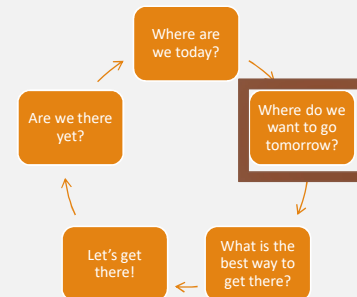 Where are
we today?
Where do we
want to go
tomorrow?
What is the
best way to
get there?
Let's get
there!
Are we there
yet?